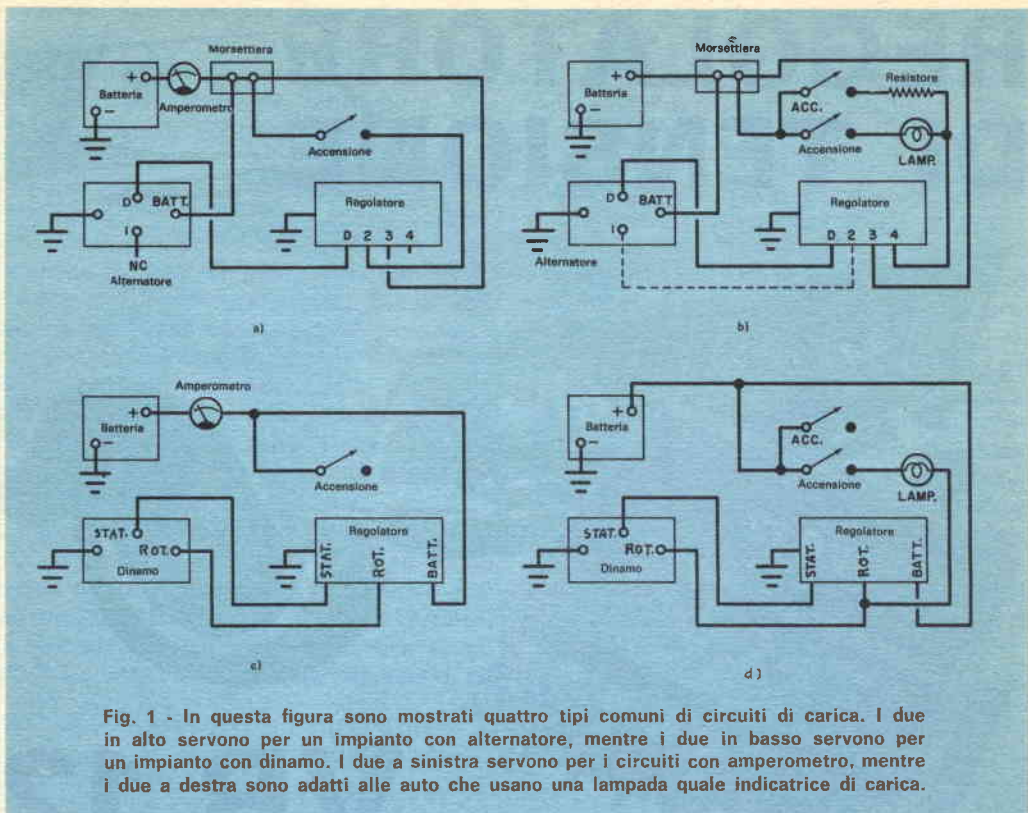 Morsettiera
+
Batteria
-
Amperometro
Accensione
D
BATT.
I
NC
Alternatore
Regolatore
D 2 3 4
a)
Morsettiera
+
Batteria
-
ACC.
Resistore
Accensione
LAMP.
D
BATT
I
Alternatore
Regolatore
D 2 3 4
b)
Amperometro
+
Batteria
-
Accensione
STAT.
ROT.
Dinamo
Regolatore
STAT.
ROT.
BATT.
c)
+
Batteria
-
ACC.
Accensione
LAMP.
STAT.
ROT.
Dinamo
Regolatore
STAT.
ROT.
BATT.
d)
Fig. 1 - In questa figura sono mostrati quattro tipi comuni di circuiti di carica. I due
in alto servono per un impianto con alternatore, mentre i due in basso servono per
un impianto con dinamo. I due a sinistra servono per i circuiti con amperometro, mentre
i due a destra sono adatti alle auto che usano una lampada quale indicatrice di carica.